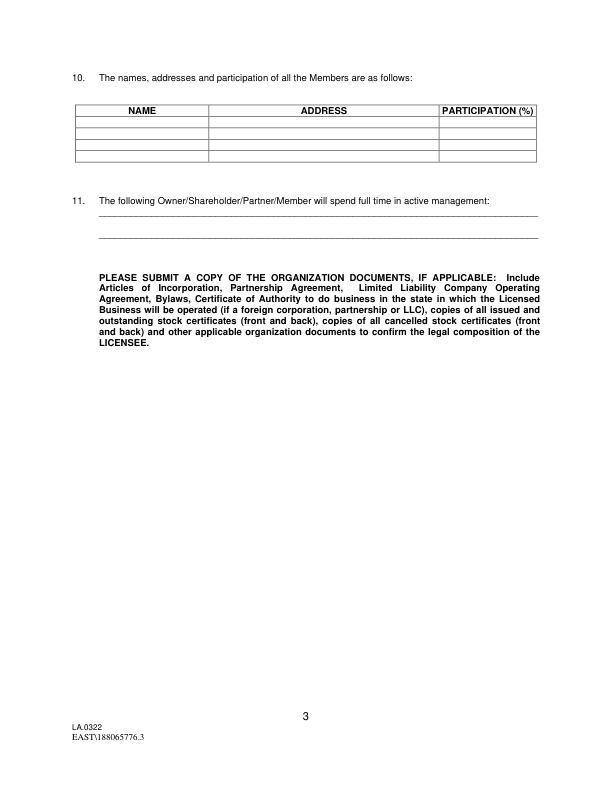 10. The names, addresses and participation of all the Members are as follows:
NAME ADDRESS PARTICIPATION (%)
11. The following Owner/Shareholder/Partner/Member will spend full time in active management:
PLEASE SUBMIT A COPY OF THE ORGANIZATION DOCUMENTS, IF APPLICABLE: Include
Articles of Incorporation, Partnership Agreement, Limited Liability Company Operating
Agreement, Bylaws, Certificate of Authority to do business in the state in which the Licensed
Business will be operated (if a foreign corporation, partnership or LLC), copies of all issued and
outstanding stock certificates (front and back), copies of all cancelled stock certificates (front
and back) and other applicable organization documents to confirm the legal composition of the
LICENSEE.
3
LA.0322
EAST\188065776.3